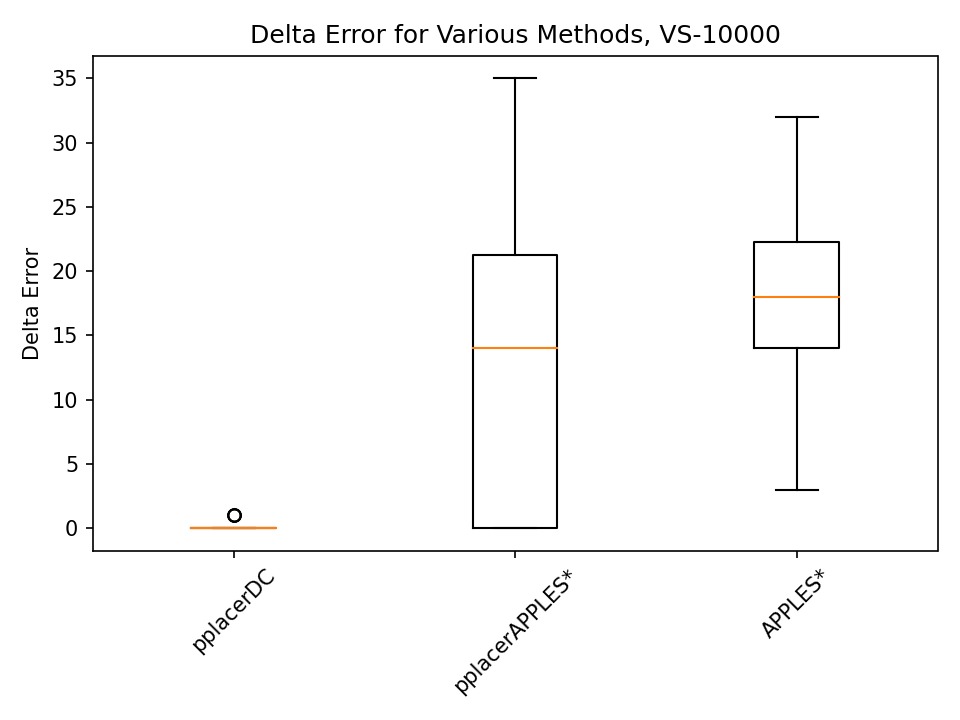 Delta Error for Various Methods, VS-10000
Delta Error
35
30
25
20
15
10
5
0
pplacerDC
pplacerAPPLES*
APPLES*